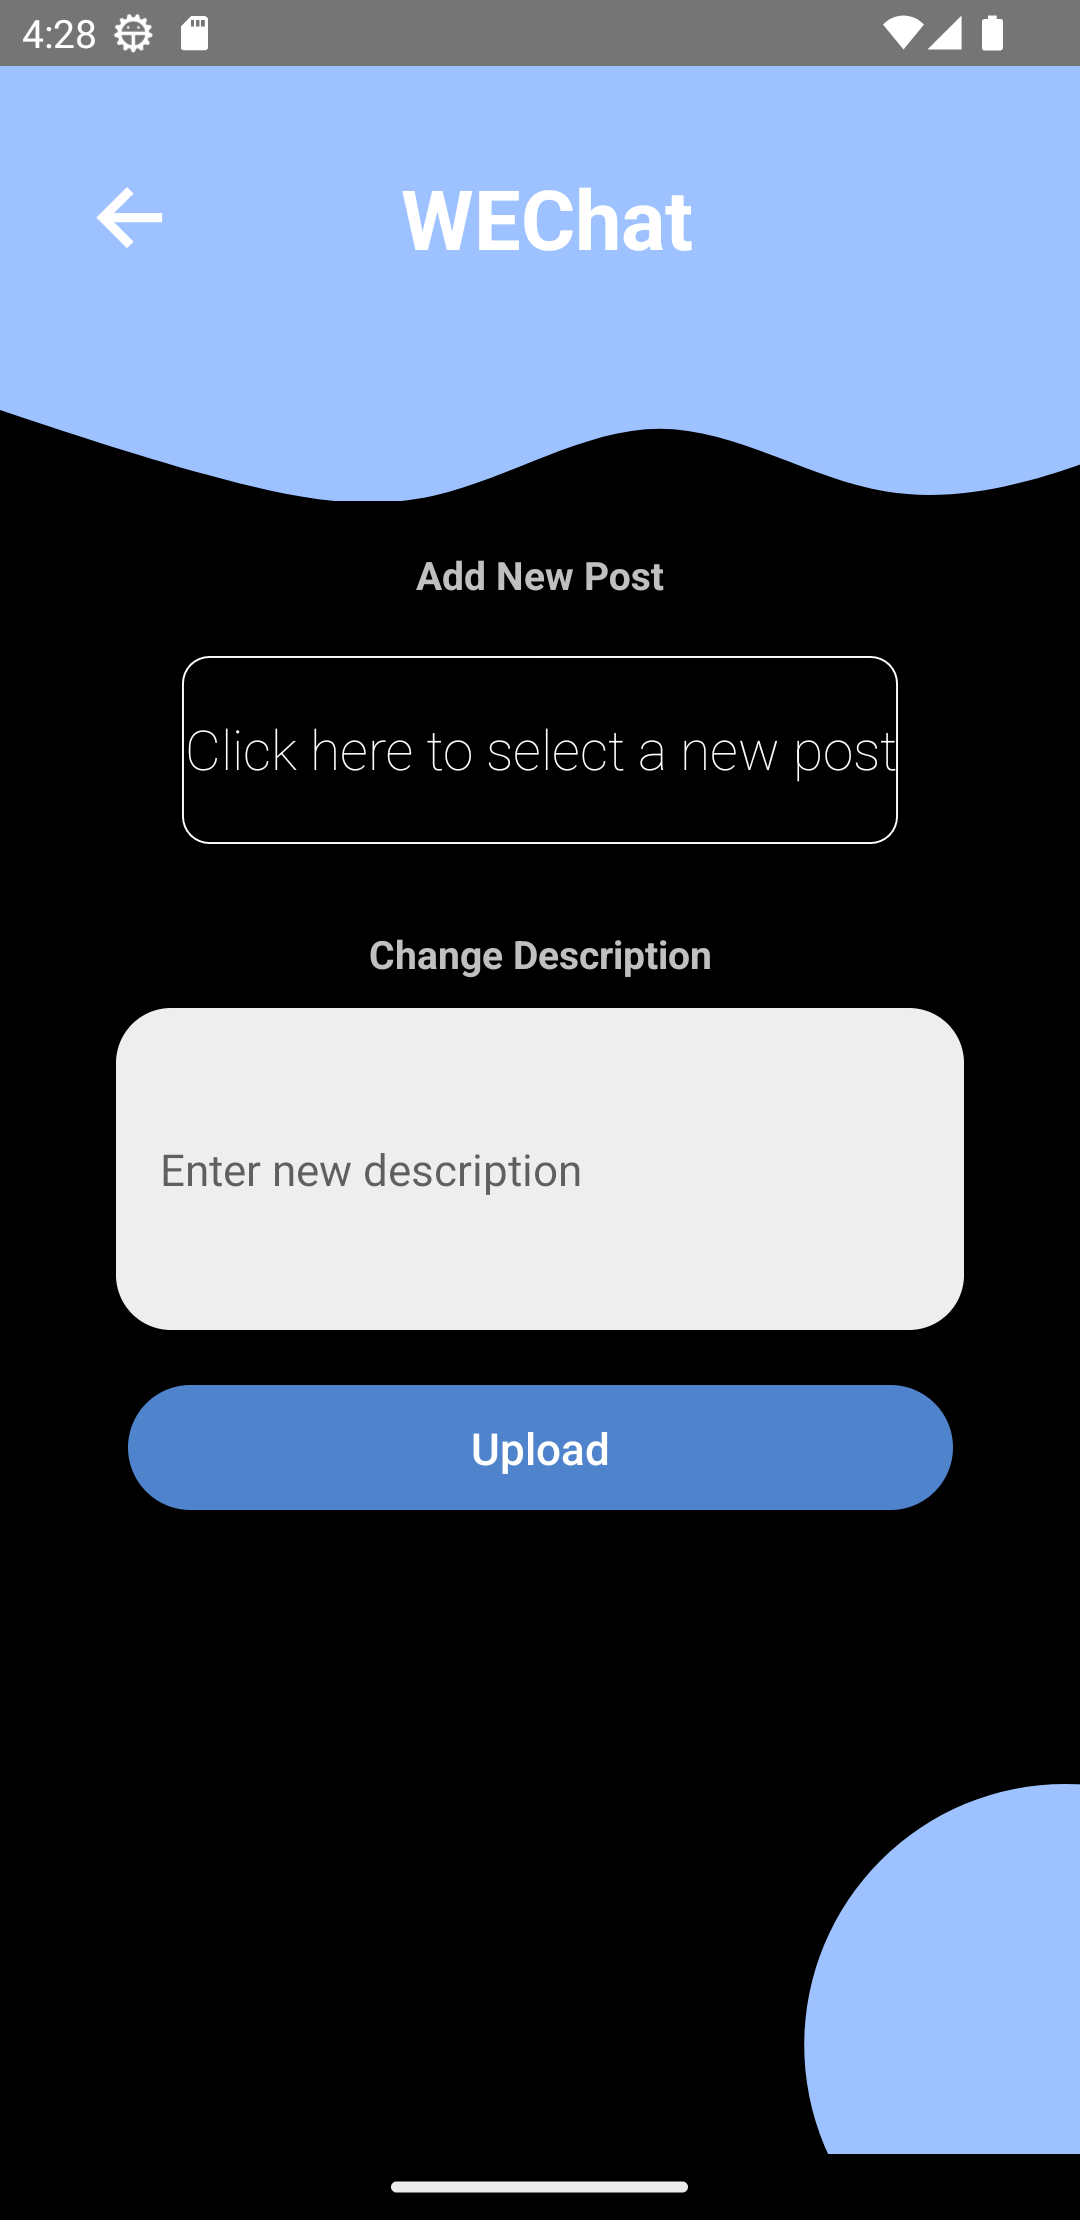 4:28
WEChat
Add New Post
Click here to select a new post
Change Description
Enter new description
Upload